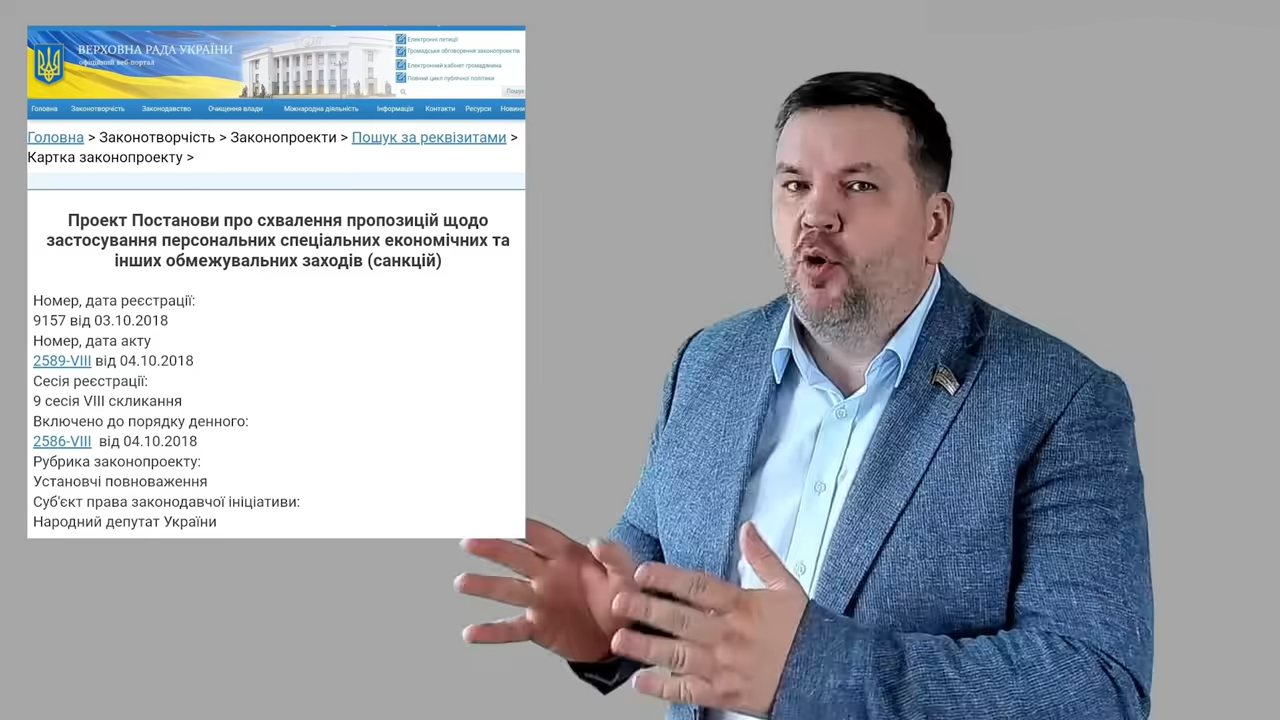 ВЕРХОВНА РАДА УКРАЇНИ
офіційний веб-портал
Електронні петиції
Громадське обговорення законопроектів
Електронний кабінет громадянина
Повний цикл публічної політики
Пошук
Головна Законотворчість Законодавство Очищення влади Міжнародна діяльність Інформація Контакти Ресурси Новини
Головна > Законотворчість > Законопроекти > Пошук за реквізитами >
Картка законопроекту >
Проект Постанови про схвалення пропозицій щодо
застосування персональних спеціальних економічних та
інших обмежувальних заходів (санкцій)
Номер, дата реєстрації:
9157 від 03.10.2018
Номер, дата акту
2589-VIII від 04.10.2018
Сесія реєстрації:
9 сесія VIII скликання
Включено до порядку денного:
2586-VIII від 04.10.2018
Рубрика законопроекту:
Установчі повноваження
Суб'єкт права законодавчої ініціативи:
Народний депутат України